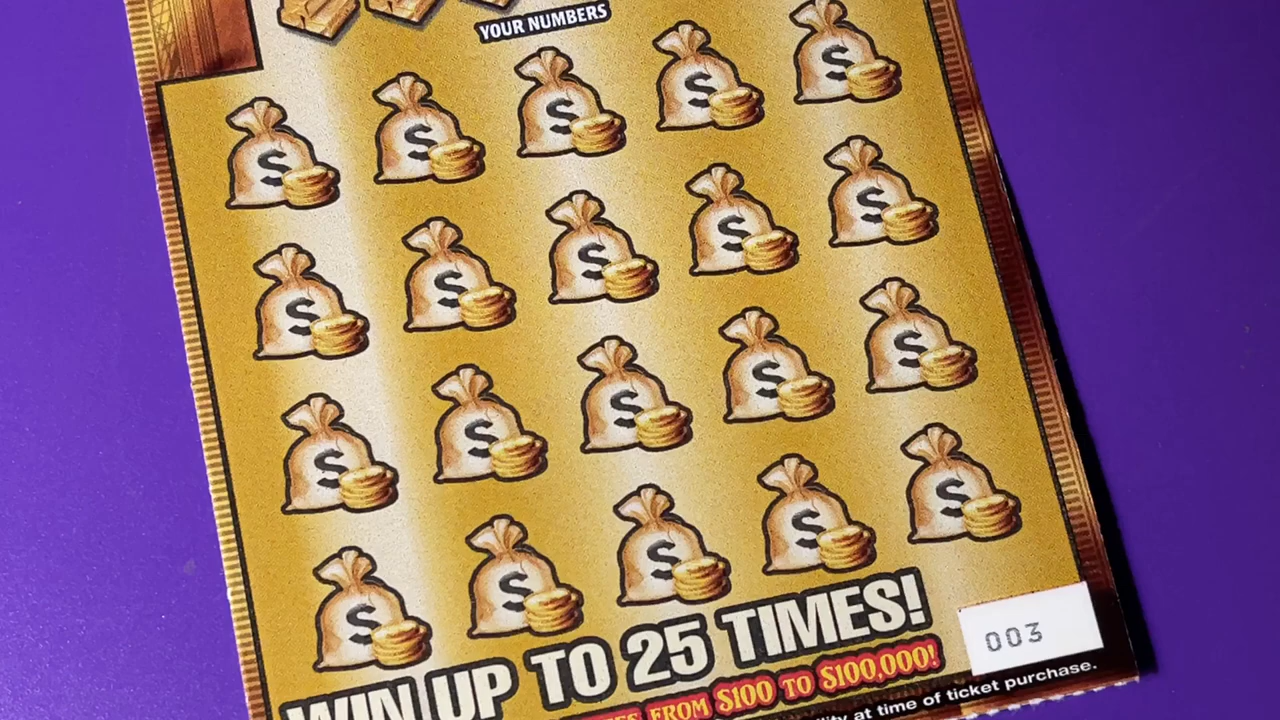 YOUR NUMBERS
$ $ $ $ $
$ $ $ $ $
$ $ $ $ $
$ $ $ $ $
WIN UP TO 25 TIMES!
FROM $100 TO $100,000!
003
at time of ticket purchase.